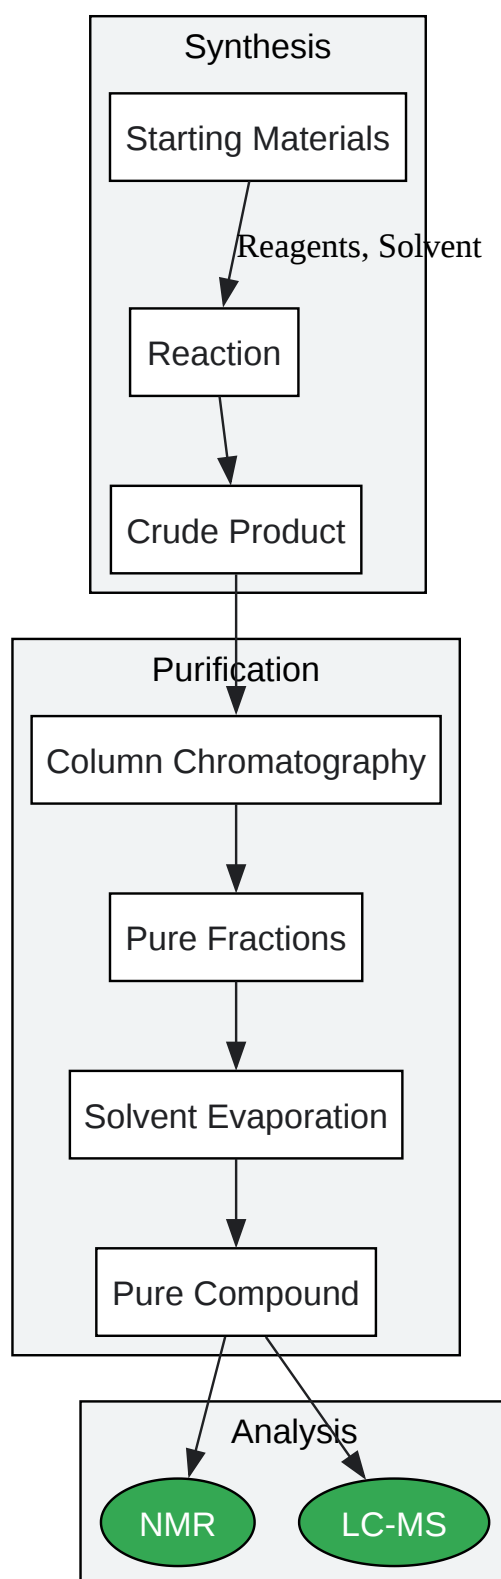 Synthesis
Starting Materials
Reagents, Solvent
Reaction
Crude Product
Purification
Column Chromatography
Pure Fractions
Solvent Evaporation
Pure Compound
Analysis
NMR
LC-MS